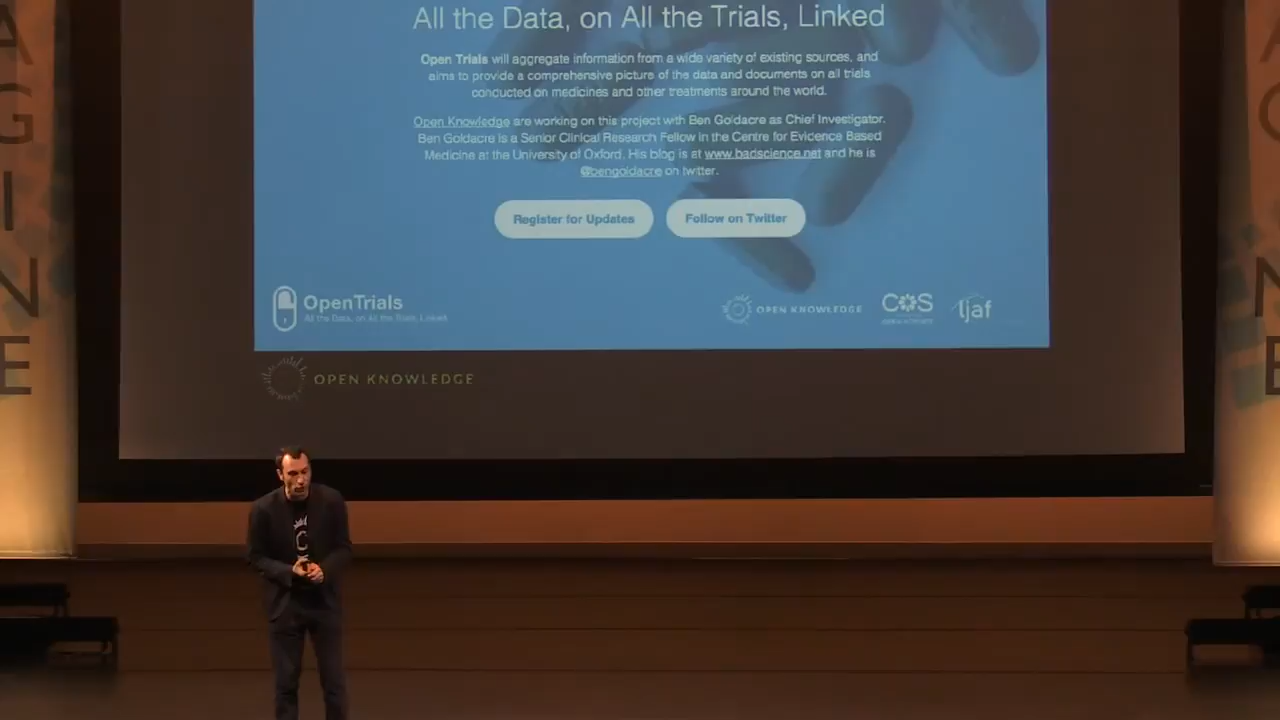 All the Data, on All the Trials, Linked
Open Trials will aggregate information from a wide variety of existing sources, and
aims to provide a comprehensive picture of the data and documents on all trials
conducted on medicines and other treatments around the world.
Open Knowledge are working on this project with Ben Goldacre as Chief Investigator.
Ben Goldacre is a Senior Clinical Research Fellow in the Centre for Evidence Based
Medicine at the University of Oxford. His blog is at www.badscience.net and he is
@bengoldacre on twitter.
Register for Updates
Follow on Twitter
OpenTrials
All the Data, on All the Trials, Linked
OPEN KNOWLEDGE
COS
ljaf
OPEN KNOWLEDGE
A
G
I
N
E
A
G
N
E